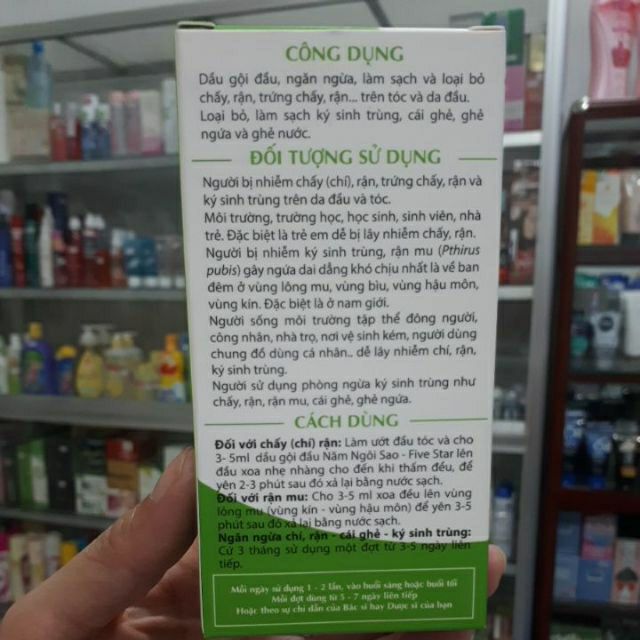 CÔNG DỤNG
Dầu gội đầu, ngăn ngừa, làm sạch và loại bỏ
chấy, rận, trứng chấy, rận... trên tóc và da đầu.
Loại bỏ, làm sạch ký sinh trùng, cái ghẻ, ghẻ
ngứa và ghẻ nước.
ĐỐI TƯỢNG SỬ DỤNG
Người bị nhiễm chấy (chí), rận, trứng chấy, rận và
ký sinh trùng trên da đầu và tóc.
Môi trường, trường học, học sinh, sinh viên, nhà
trẻ. Đặc biệt là trẻ em dễ bị lây nhiễm chấy, rận.
Người bị nhiễm ký sinh trùng, rận mu (Pthirus
pubis) gây ngứa dai dẳng khó chịu nhất là về ban
đêm ở vùng lông mu, vùng bìu, vùng hậu môn,
vùng kín. Đặc biệt là ở nam giới.
Người sống môi trường tập thể đông người,
công nhân, nhà trọ, nơi vệ sinh kém, người dùng
chung đồ dùng cá nhân.. dễ lây nhiễm chí, rận,
ký sinh trùng.
Người sử dụng phòng ngừa ký sinh trùng như
chấy, rận, rận mu, cái ghẻ, ghẻ ngứa.
CÁCH DÙNG
Đối với chấy (chí) rận: Làm ướt đầu tóc và cho
3- 5ml dầu gội đầu Năm Ngôi Sao - Five Star lên
đầu xoa nhẹ nhàng cho đến khi thấm đều, để
yên 2-3 phút sau đó xả lại bằng nước sạch.
Đối với rận mu: Cho 3-5 ml xoa đều lên vùng
lông mu (vùng kín - vùng hậu môn) để yên 3-5
phút sau đó xả lại bằng nước sạch.
Ngăn ngừa chí, rận - cái ghẻ - ký sinh trùng:
Cứ 3 tháng sử dụng một đợt từ 3-5 ngày liên
tiếp.
Mỗi ngày sử dụng 1 - 2 lần, vào buổi sáng hoặc buổi tối
Mỗi đợt dùng từ 5 - 7 ngày liên tiếp
Hoặc theo sự chỉ dẫn của Bác sĩ hay Dược sĩ của bạn